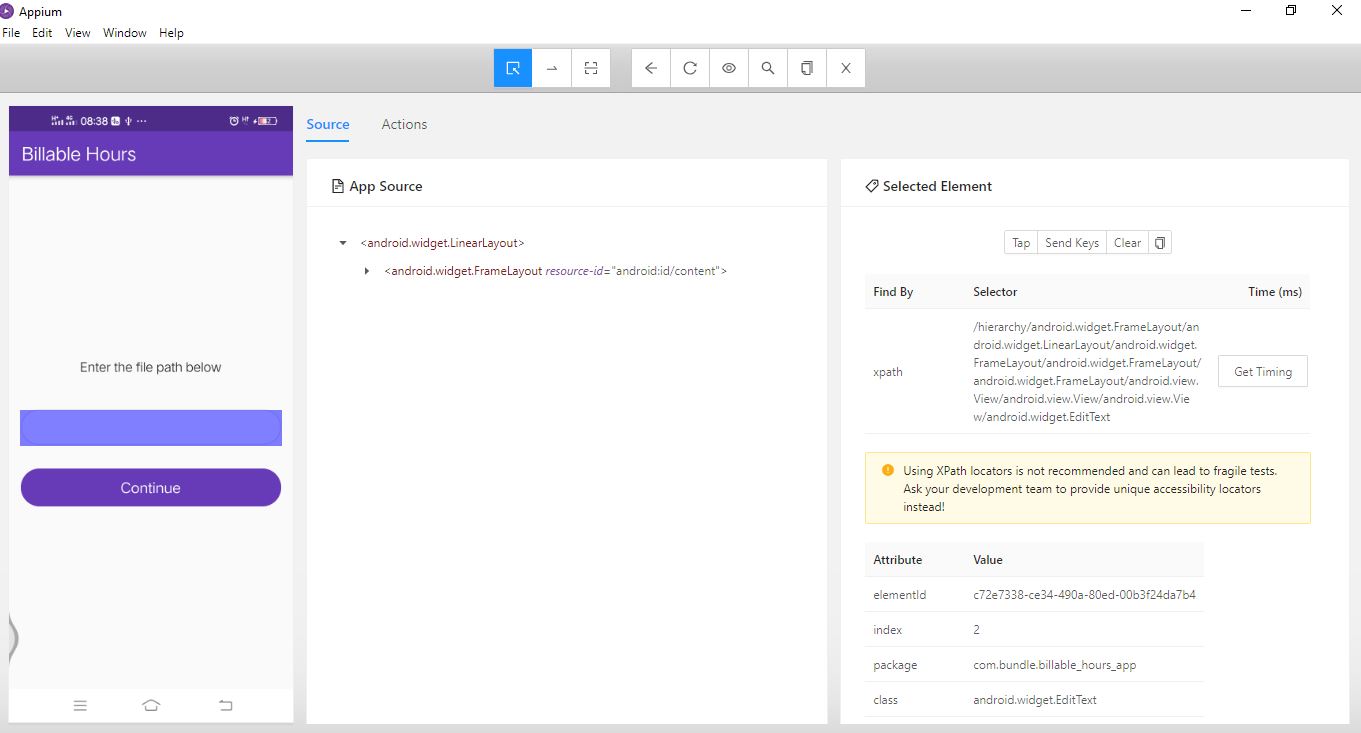 Appium
File Edit View Window Help
08:38
Billable Hours
Enter the file path below
Continue
Source Actions
App Source
<android.widget.LinearLayout>
<android.widget.FrameLayout resource-id="android:id/content">
Selected Element
Tap Send Keys Clear
Find By Selector Time (ms)
xpath
/hierarchy/android.widget.FrameLayout/an
droid.widget.LinearLayout/android.widget.
FrameLayout/android.widget.FrameLayout/
android.widget.FrameLayout/android.view.
View/android.view.View/android.view.Vie
w/android.widget.EditText
Get Timing
Using XPath locators is not recommended and can lead to fragile tests.
Ask your development team to provide unique accessibility locators
instead!
Attribute Value
elementId c72e7338-ce34-490a-80ed-00b3f24da7b4
index 2
package com.bundle.billable_hours_app
class android.widget.EditText